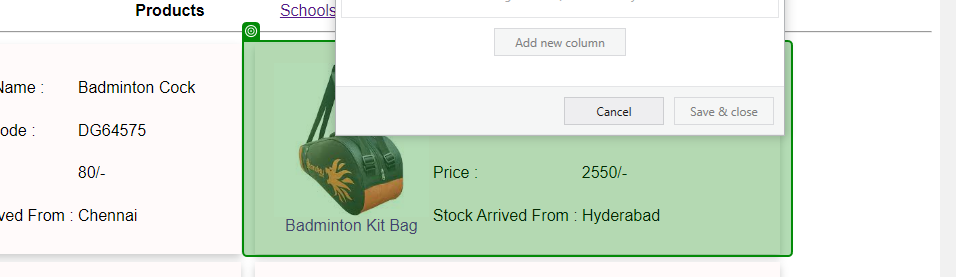 Products Schools
Add new column
Name : Badminton Cock
Cancel Save & close
ode : DG64575
80/- Price : 2550/-
ved From : Chennai Stock Arrived From : Hyderabad
Badminton Kit Bag